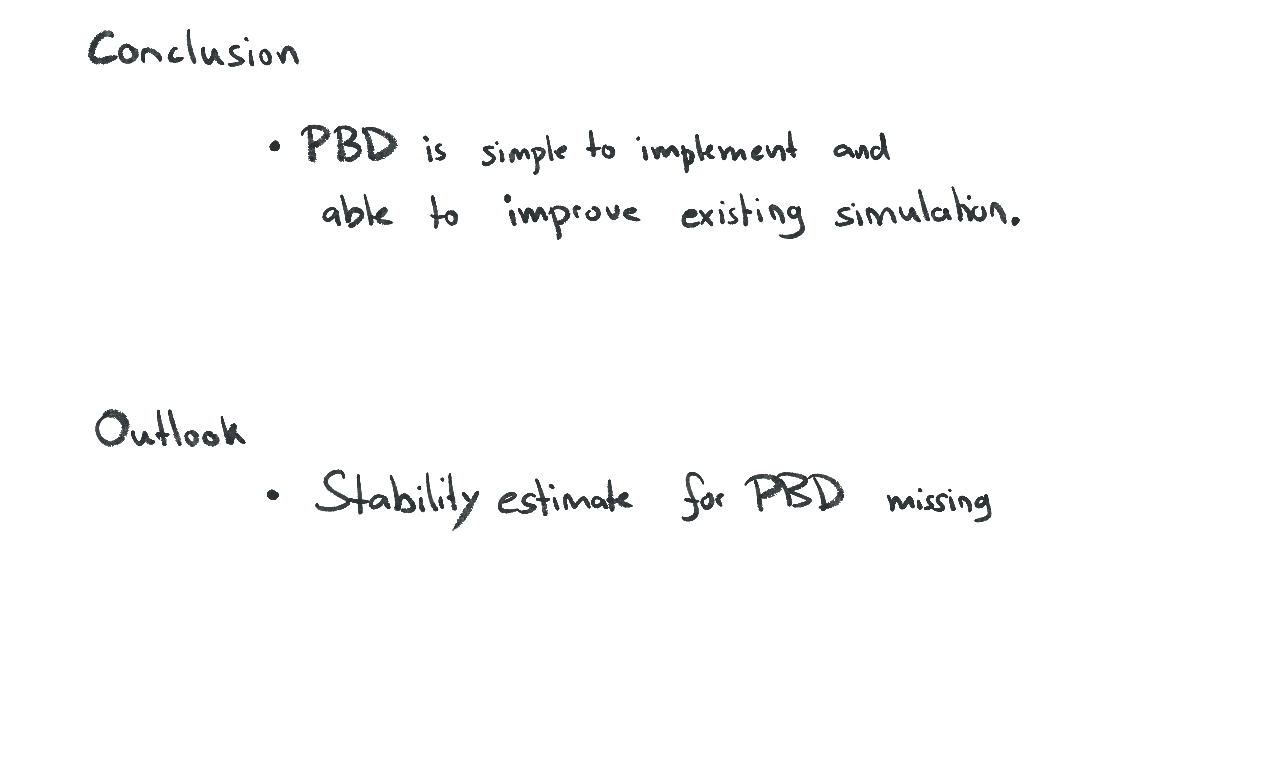 Conclusion
• PBD is simple to implement and
able to improve existing simulation.
Outlook
• Stability estimate for PBD missing